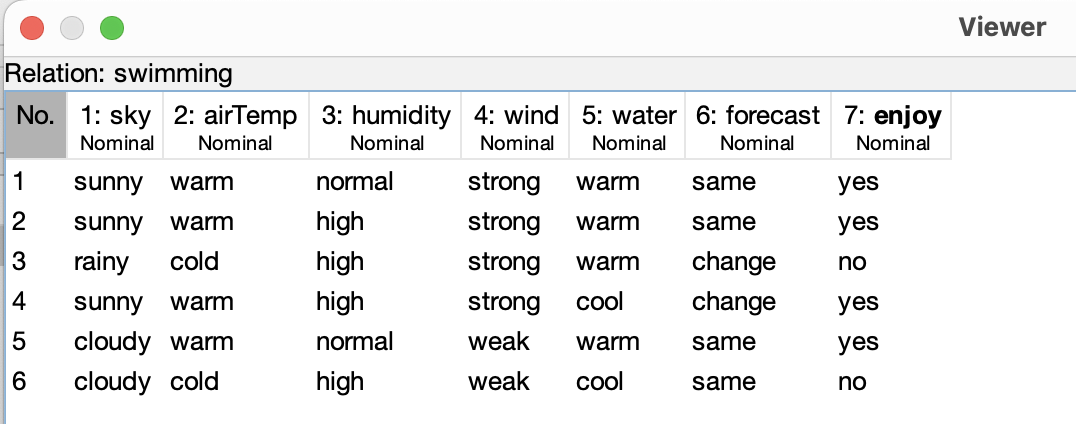 Viewer
Relation: swimming
No. 1: sky 2: airTemp 3: humidity 4: wind 5: water 6: forecast 7: enjoy
Nominal Nominal Nominal Nominal Nominal Nominal Nominal
1 sunny warm normal strong warm same yes
2 sunny warm high strong warm same yes
3 rainy cold high strong warm change no
4 sunny warm high strong cool change yes
5 cloudy warm normal weak warm same yes
6 cloudy cold high weak cool same no